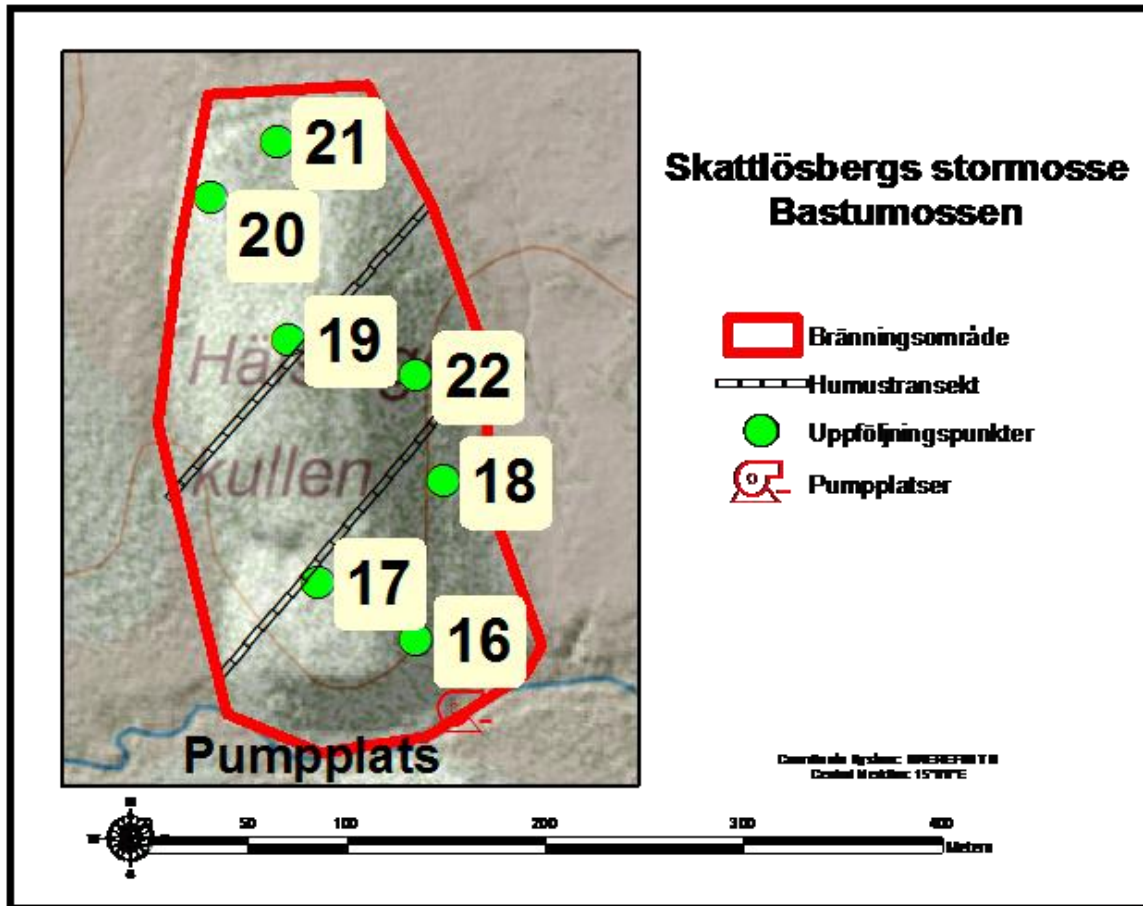 Skattlösbergs stormosse
Bastumossen
21
20
19
22
kullen
18
17
16
Pumpplats
Bränningsområde
Humustransekt
Uppföljningspunkter
Pumpplatser
50 100 200 300 400
Meters